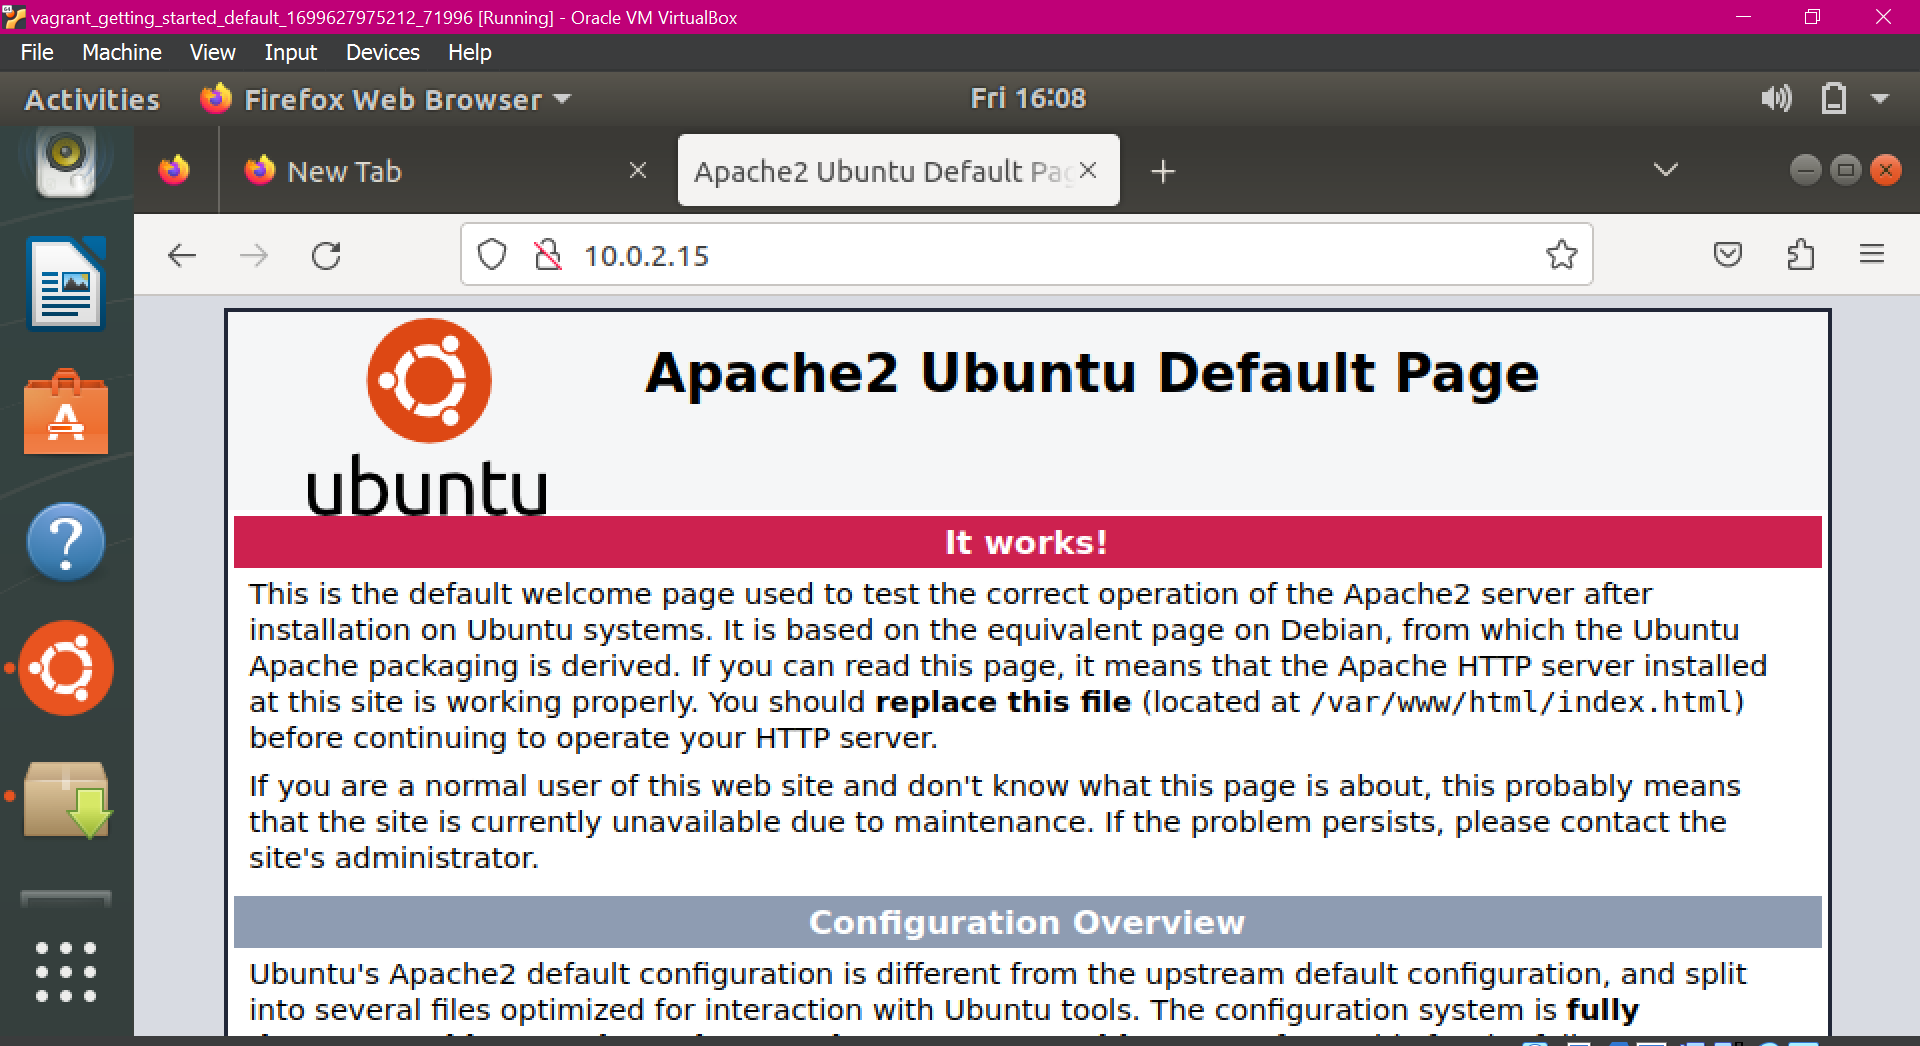 vagrant_getting_started_default_1699627975212_71996 [Running] - Oracle VM VirtualBox
File Machine View Input Devices Help
Activities Firefox Web Browser Fri 16:08
New Tab Apache2 Ubuntu Default Pag
10.0.2.15
ubuntu
Apache2 Ubuntu Default Page
It works!
This is the default welcome page used to test the correct operation of the Apache2 server after
installation on Ubuntu systems. It is based on the equivalent page on Debian, from which the Ubuntu
Apache packaging is derived. If you can read this page, it means that the Apache HTTP server installed
at this site is working properly. You should replace this file (located at /var/www/html/index.html)
before continuing to operate your HTTP server.
If you are a normal user of this web site and don't know what this page is about, this probably means
that the site is currently unavailable due to maintenance. If the problem persists, please contact the
site's administrator.
Configuration Overview
Ubuntu's Apache2 default configuration is different from the upstream default configuration, and split
into several files optimized for interaction with Ubuntu tools. The configuration system is fully